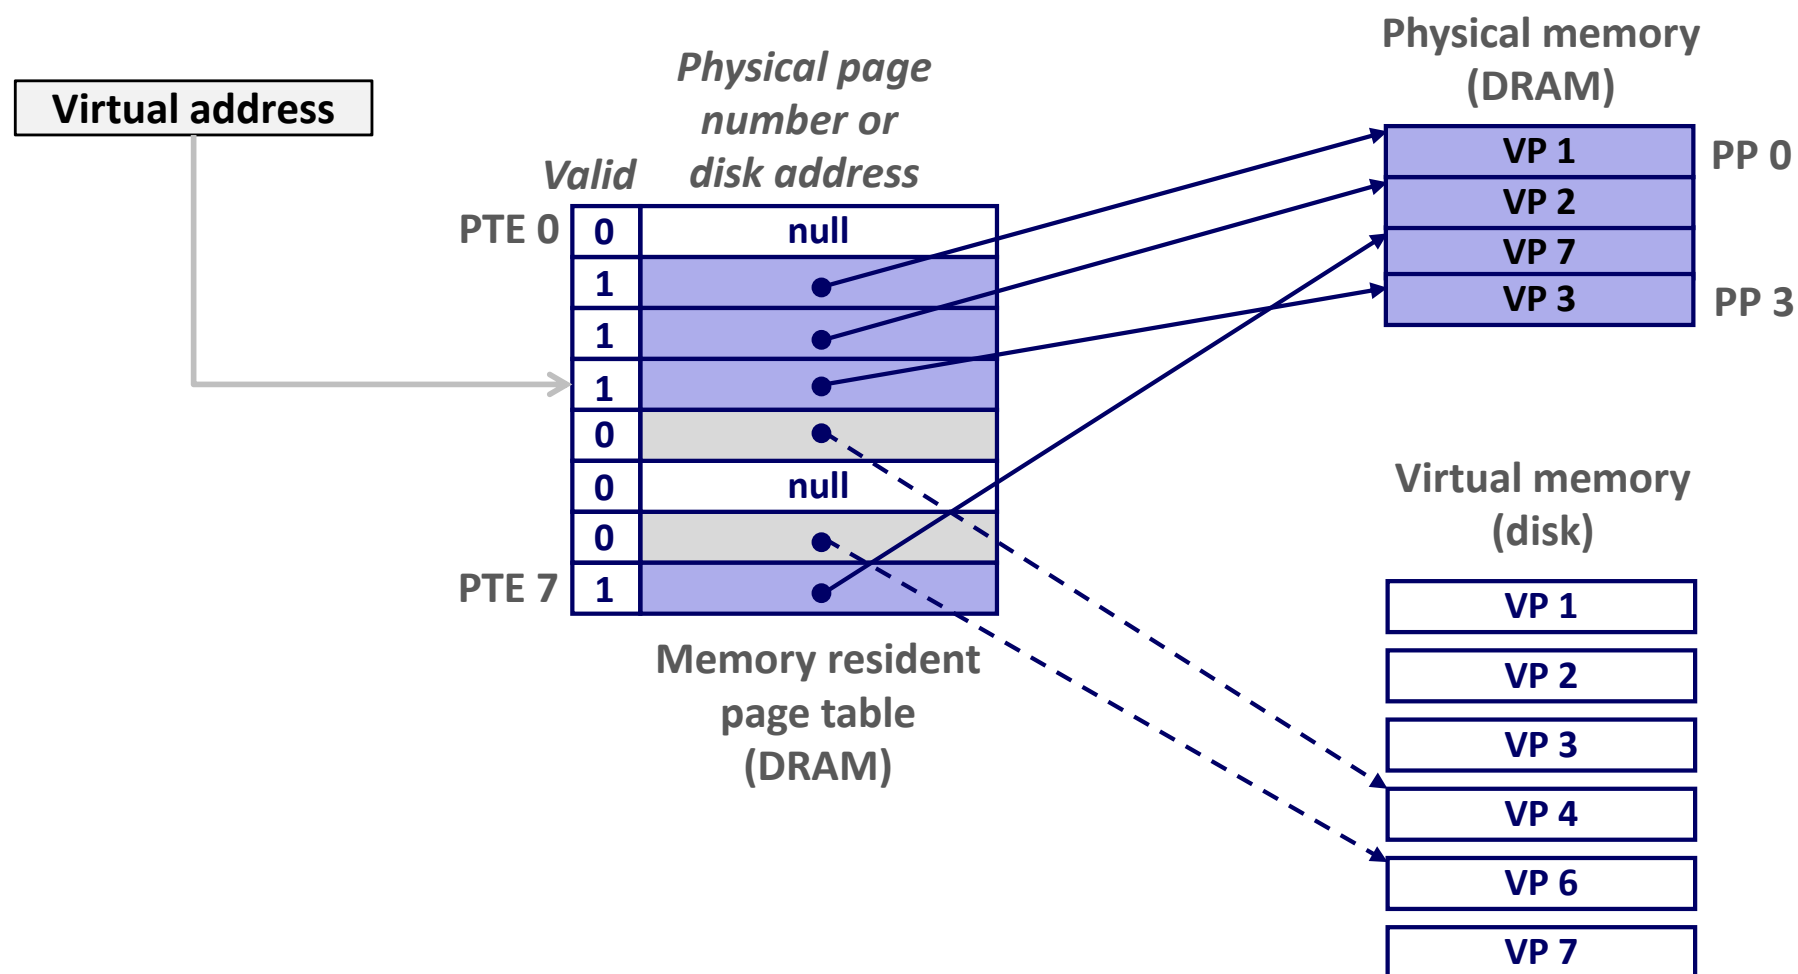 Virtual address
Physical page
number or
disk address
Valid
PTE 0
0
null
1
1
1
0
0
null
0
PTE 7
1
Memory resident
page table
(DRAM)
Physical memory
(DRAM)
VP 1
PP 0
VP 2
VP 7
VP 3
PP 3
Virtual memory
(disk)
VP 1
VP 2
VP 3
VP 4
VP 6
VP 7